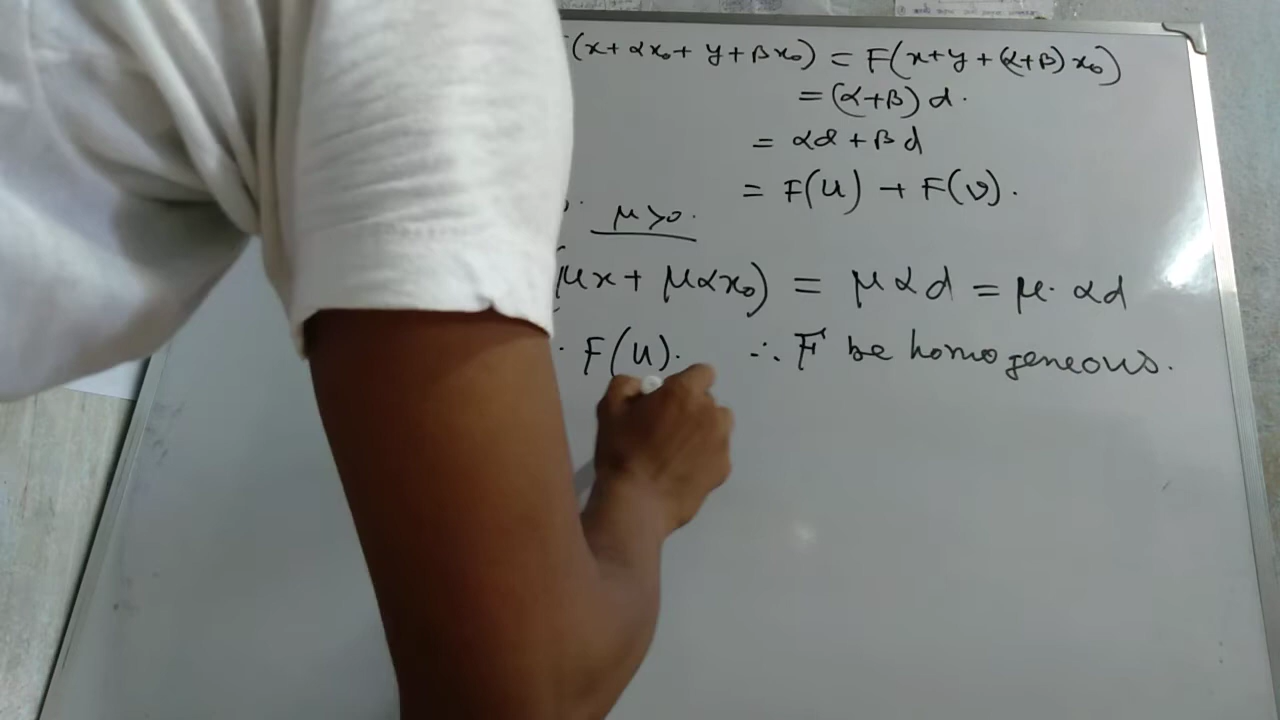 (x+αx₀+ y+βx₀) = F(x+y+(α+β)x₀)
= (α+β) d.
= αd+βd
= F(u) + F(v).
μ>0.
(μx+ μαx₀) = μαd = μ. αd
. F(u). ∴ F be homogeneous.